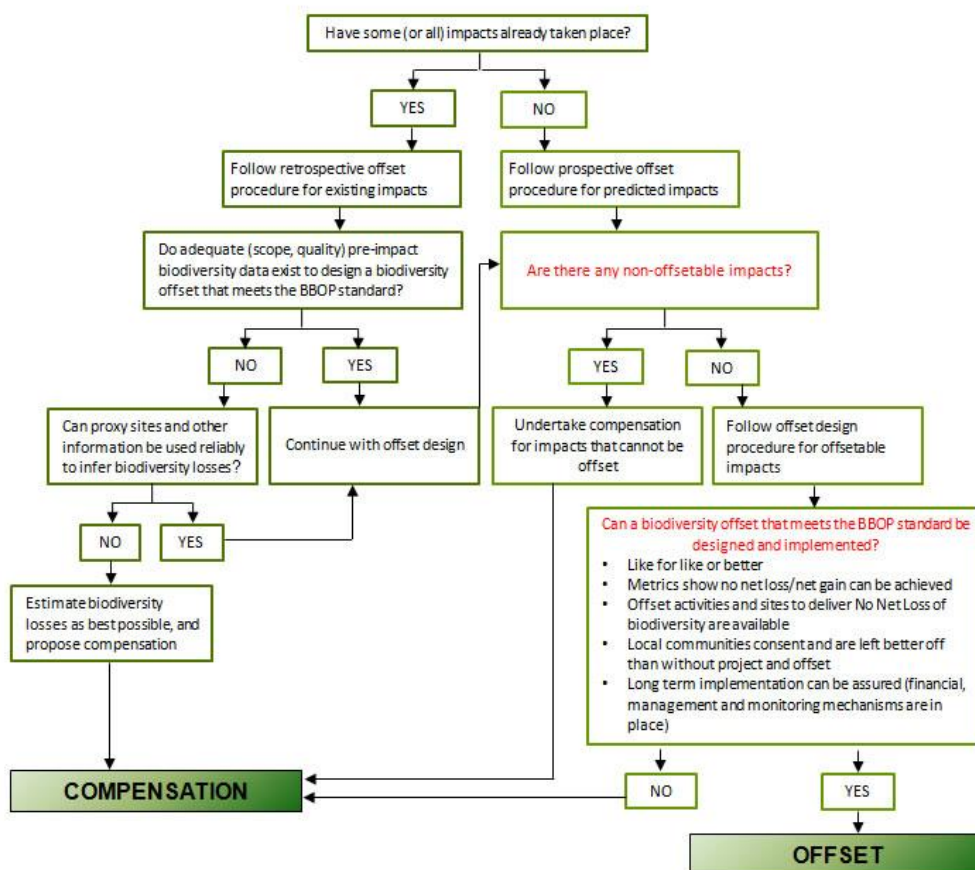 Have some (or all) impacts already taken place?
YES
NO
Follow retrospective offset
procedure for existing impacts
Follow prospective offset
procedure for predicted impacts
Do adequate (scope, quality) pre-impact
biodiversity data exist to design a biodiversity
offset that meets the BBOP standard?
Are there any non-offsetable impacts?
NO
YES
YES
NO
Can proxy sites and other
information be used reliably
to infer biodiversity losses?
Continue with offset design
Undertake compensation
for impacts that cannot be
offset
Follow offset design
procedure for offsetable
impacts
NO
YES
Can a biodiversity offset that meets the BBOP standard be
designed and implemented?
• Like for like or better
• Metrics show no net loss/net gain can be achieved
• Offset activities and sites to deliver No Net Loss of
biodiversity are available
• Local communities consent and are left better off
than without project and offset
• Long term implementation can be assured (financial,
management and monitoring mechanisms are in
place)
Estimate biodiversity
losses as best possible, and
propose compensation
COMPENSATION
NO
YES
OFFSET